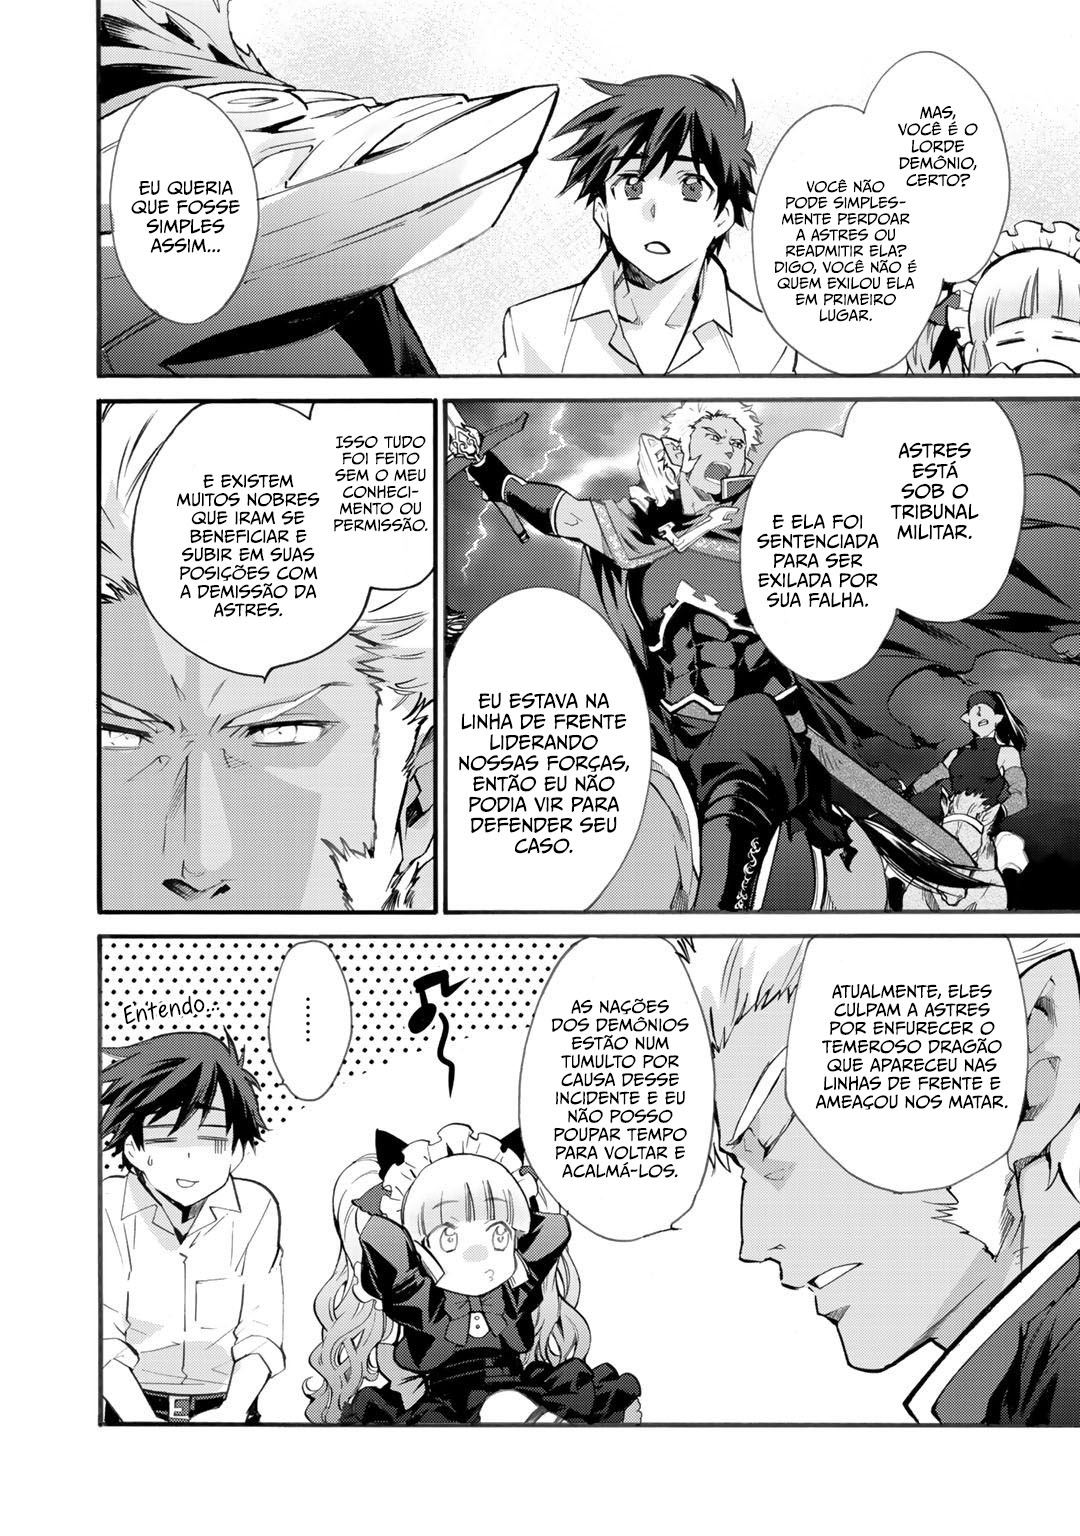 MAS,
VOCÊ É O
LORDE
DEMÔNIO,
CERTO?
VOCÊ NÃO
PODE SIMPLES-
MENTE PERDOAR
A ASTRES OU
READMITIR ELA?
DIGO, VOCÊ NÃO É
QUEM EXILOU ELA
EM PRIMEIRO
LUGAR.
EU QUERIA
QUE FOSSE
SIMPLES
ASSIM...
ASTRES
ESTÁ
SOB O
TRIBUNAL
MILITAR.
E ELA FOI
SENTENCIADA
PARA SER
EXILADA POR
SUA FALHA.
EU ESTAVA NA
LINHA DE FRENTE
LIDERANDO
NOSSAS FORÇAS,
ENTÃO EU NÃO
PODIA VIR PARA
DEFENDER SEU
CASO.
ISSO TUDO
FOI FEITO
SEM O MEU
CONHECI-
MENTO OU
PERMISSÃO.
E EXISTEM
MUITOS NOBRES
QUE IRAM SE
BENEFICIAR E
SUBIR EM SUAS
POSIÇÕES COM
A DEMISSÃO DA
ASTRES.
ATUALMENTE, ELES
CULPAM A ASTRES
POR ENFURECER O
TEMEROSO DRAGÃO
QUE APARECEU NAS
LINHAS DE FRENTE E
AMEAÇOU NOS MATAR.
AS NAÇÕES
DOS DEMÔNIOS
ESTÃO NUM
TUMULTO POR
CAUSA DESSE
INCIDENTE E EU
NÃO POSSO
POUPAR TEMPO
PARA VOLTAR E
ACALMÁ-LOS.
......
Entendo...